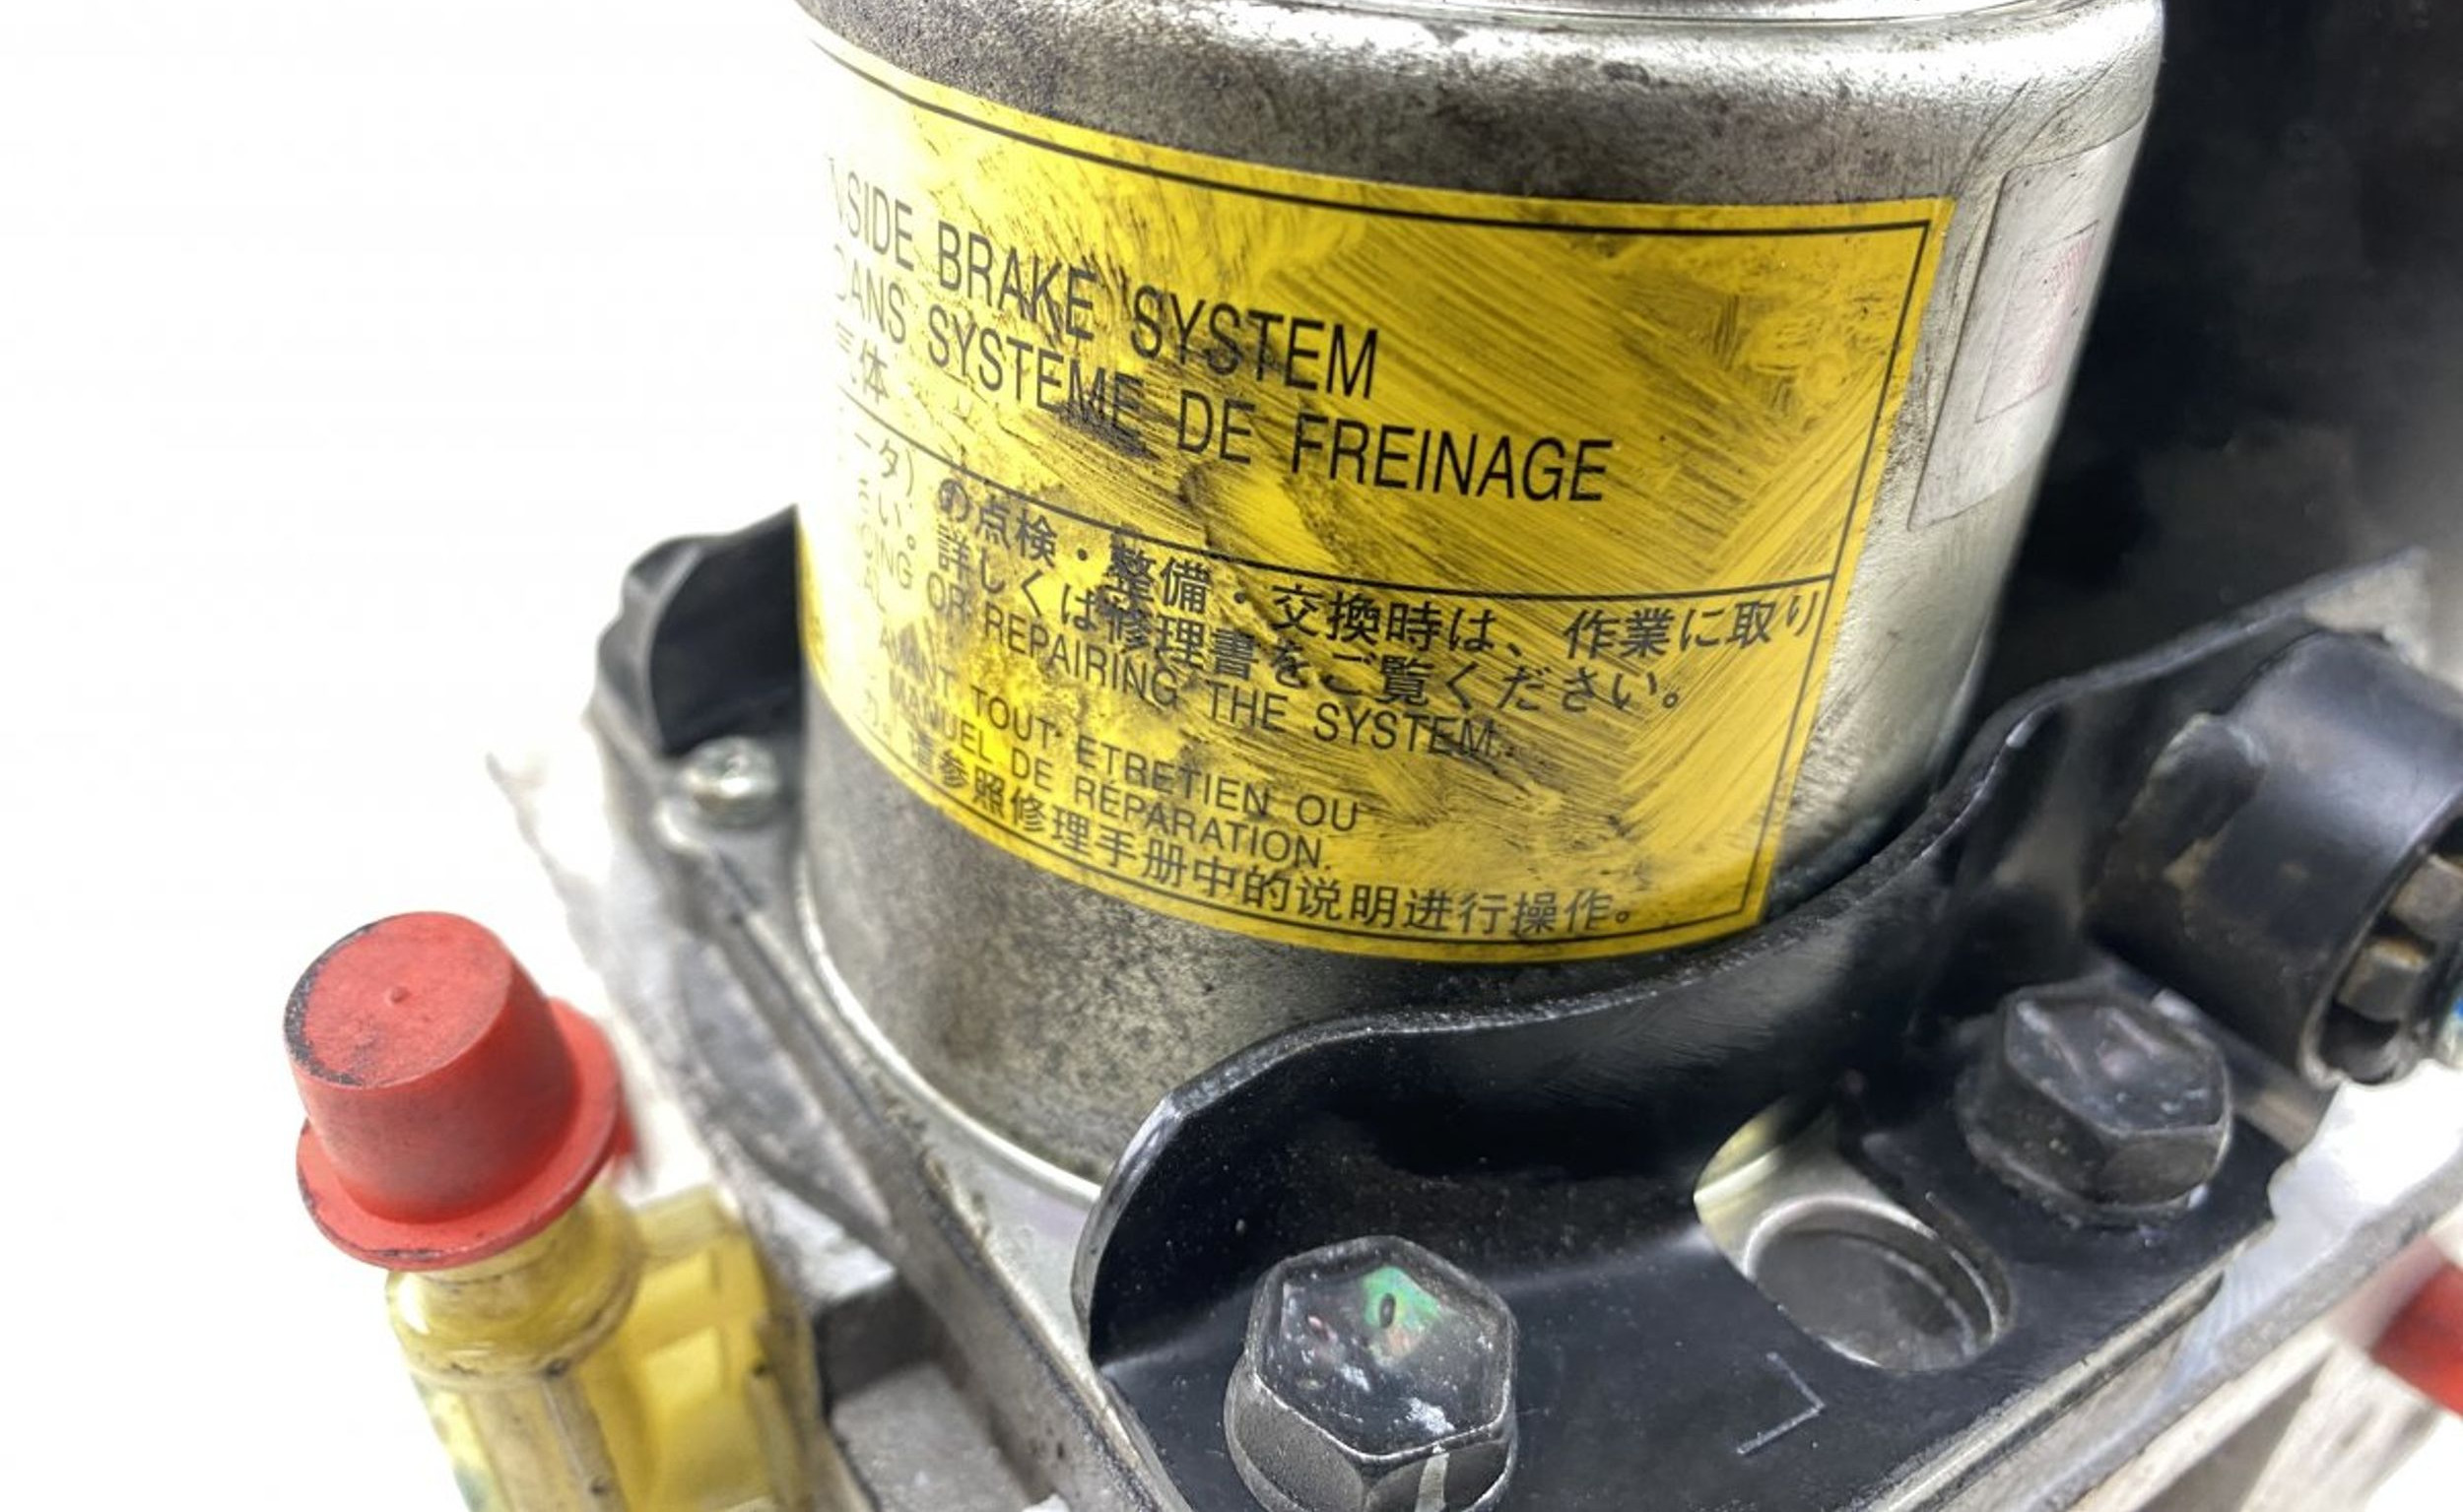 SIDE BRAKE SYSTEM
DANS SYSTEME DE FREINAGE
体
ータ）の点検・整備・交換時は、作業に取り
い。詳しくは修理書をご覧ください。
OR REPAIRING THE SYSTEM.
AVANT TOUT ETRETIEN OU
MANUEL DE REPARATION.
请参照修理手册中的说明进行操作。